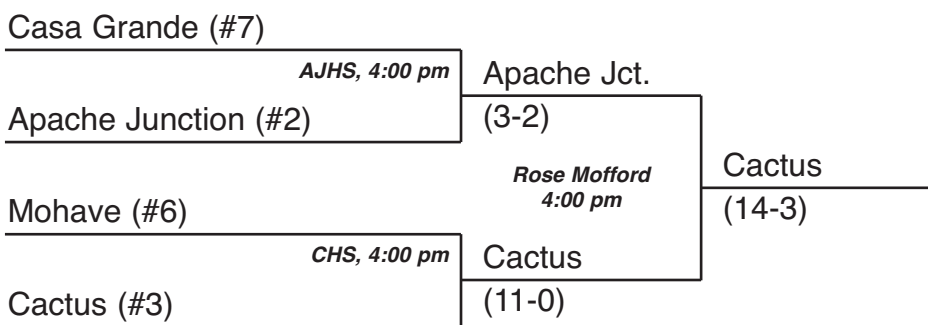 Casa Grande (#7)
AJHS, 4:00 pm
Apache Jct.
Apache Junction (#2)
(3-2)
Rose Mofford
4:00 pm
Cactus
(14-3)
Mohave (#6)
CHS, 4:00 pm
Cactus
Cactus (#3)
(11-0)